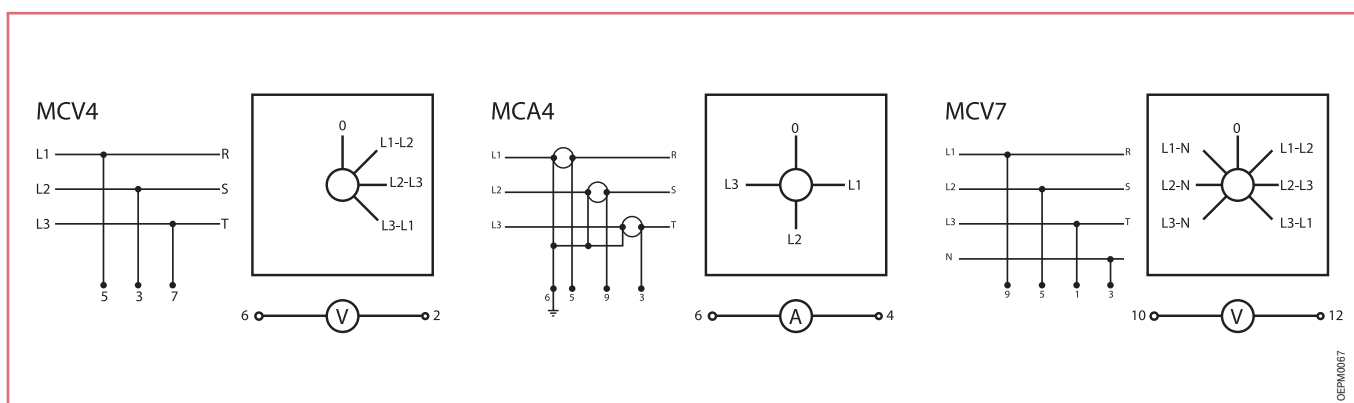 MCV4
0
L1-L2
L2-L3
L3-L1
L1 R
L2 S
L3 T
5 3 7
6 V 2
MCA4
0
L3 L1
L2
L1 R
L2 S
L3 T
6 5 9 3
6 A 4
MCV7
0
L1-N L1-L2
L2-N L2-L3
L3-N L3-L1
L1 R
L2 S
L3 T
N
9 5 1 3
10 V 12
OEPM0067